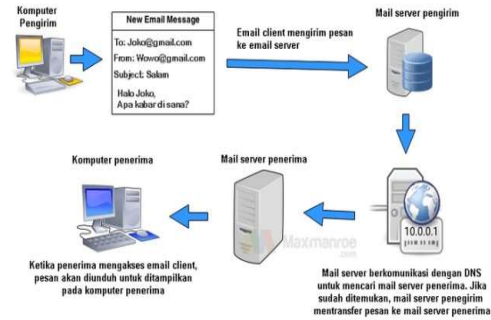 Komputer
Pengirim
New Email Message
To: Joko@gmail.com
From: Wowo@gmail.com
Subject: Salam
Halo Joko,
Apa kabar di sana?
Email client mengirim pesan
ke email server
Mail server pengirim
10.0.0.1
Mail server berkomunikasi dengan DNS
untuk mencari mail server penerima. Jika
sudah ditemukan, mail server penegirim
mentransfer pesan ke mail server penerima
Mail server penerima
Maxmanroe
.com
Komputer penerima
Ketika penerima mengakses email client,
pesan akan diunduh untuk ditampilkan
pada komputer penerima